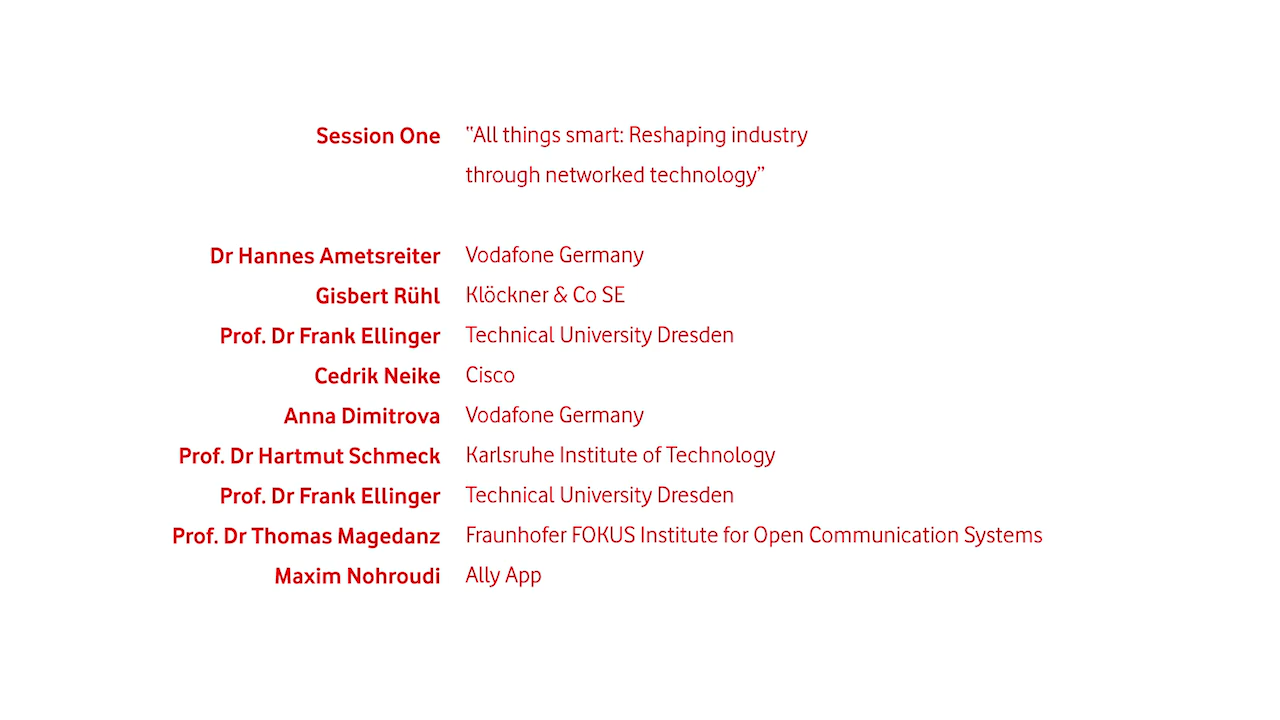 Session One "All things smart: Reshaping industry
through networked technology"
Dr Hannes Ametsreiter Vodafone Germany
Gisbert Rühl Klöckner & Co SE
Prof. Dr Frank Ellinger Technical University Dresden
Cedrik Neike Cisco
Anna Dimitrova Vodafone Germany
Prof. Dr Hartmut Schmeck Karlsruhe Institute of Technology
Prof. Dr Frank Ellinger Technical University Dresden
Prof. Dr Thomas Magedanz Fraunhofer FOKUS Institute for Open Communication Systems
Maxim Nohroudi Ally App